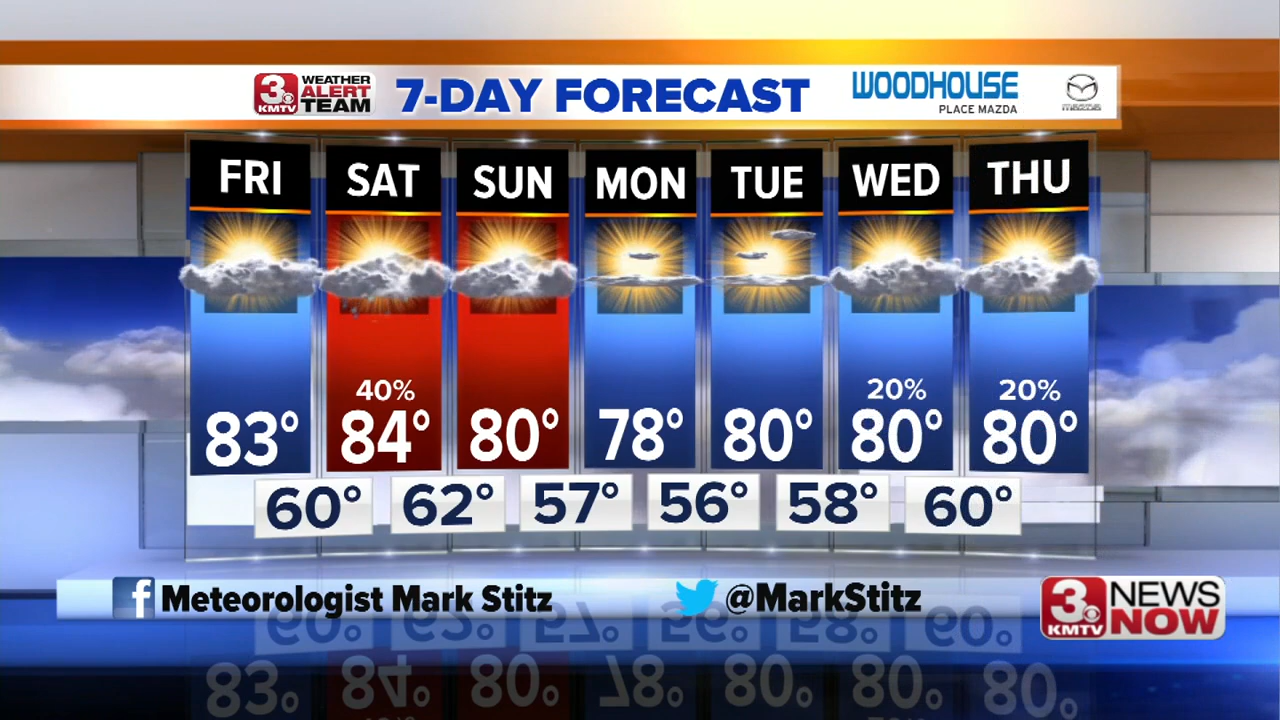 3 KMTV WEATHER ALERT TEAM 7-DAY FORECAST WOODHOUSE PLACE MAZDA mazda
FRI SAT SUN MON TUE WED THU
40% 20% 20%
83° 84° 80° 78° 80° 80° 80°
60° 62° 57° 56° 58° 60°
f Meteorologist Mark Stitz @MarkStitz 3 KMTV NEWS NOW